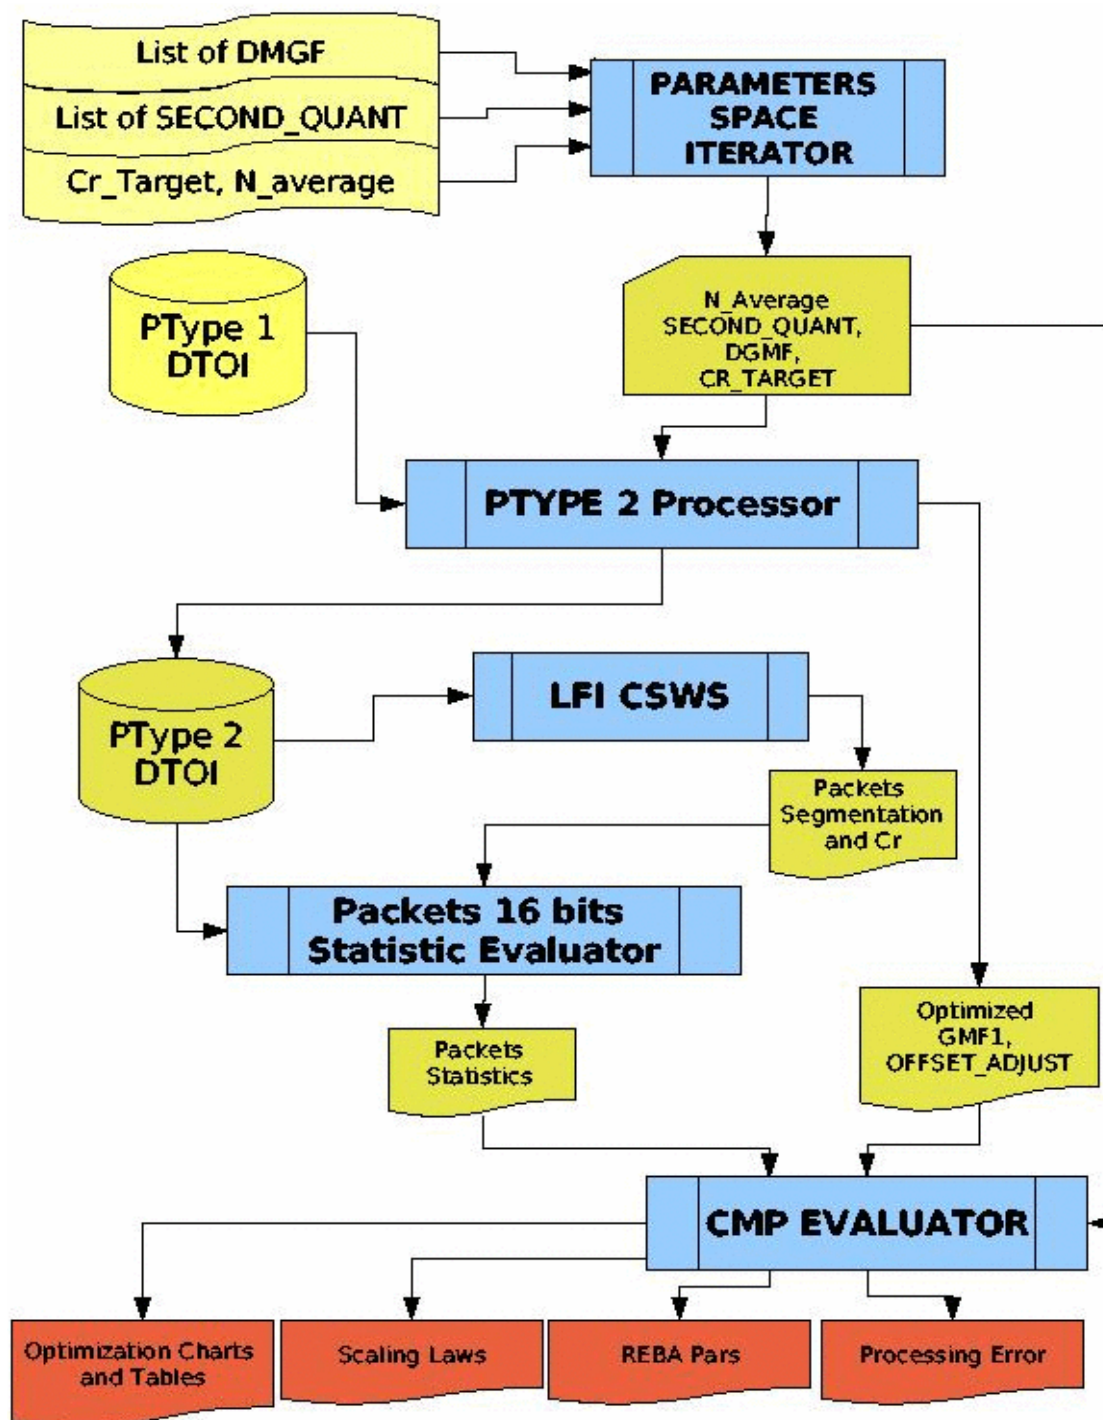 List of DMGF
List of SECOND_QUANT
Cr_Target, N_average
PARAMETERS
SPACE
ITERATOR
PType 1
DTOI
N_Average
SECOND_QUANT,
DGMF,
CR_TARGET
PTYPE 2 Processor
PType 2
DTOI
LFI CSWS
Packets
Segmentation
and Cr
Packets 16 bits
Statistic Evaluator
Packets
Statistics
Optimized
GMF1,
OFFSET_ADJUST
CMP EVALUATOR
Optimization Charts
and Tables
Scaling Laws
REBA Pars
Processing Error